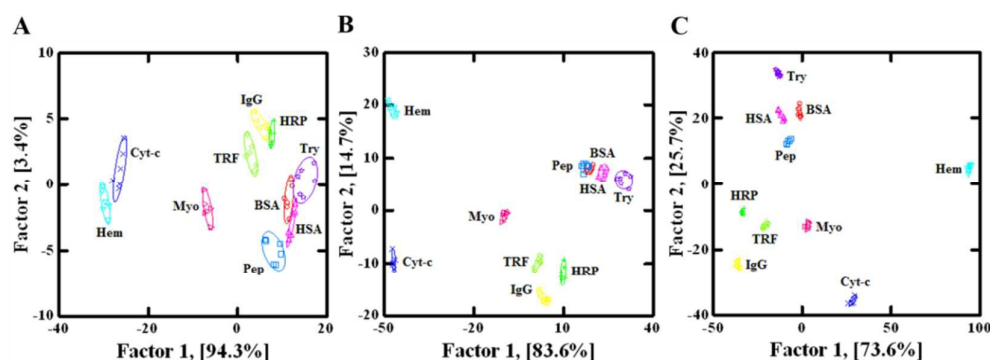 A
10
5
0
-5
-10
-40
-20
0
20
Factor 2, [3.4%]
Factor 1, [94.3%]
IgG
HRP
Cyt-c
TRF
Try
Myo
BSA
Hem
HSA
Pep
B
30
20
10
0
-10
-20
-50
-20
10
40
Factor 2, [14.7%]
Factor 1, [83.6%]
Hem
BSA
Pep
HSA
Try
Myo
Cyt-c
TRF
HRP
IgG
C
40
20
0
-20
-40
-50
0
50
100
Factor 2, [25.7%]
Factor 1, [73.6%]
Try
BSA
HSA
Pep
Hem
HRP
TRF
Myo
IgG
Cyt-c